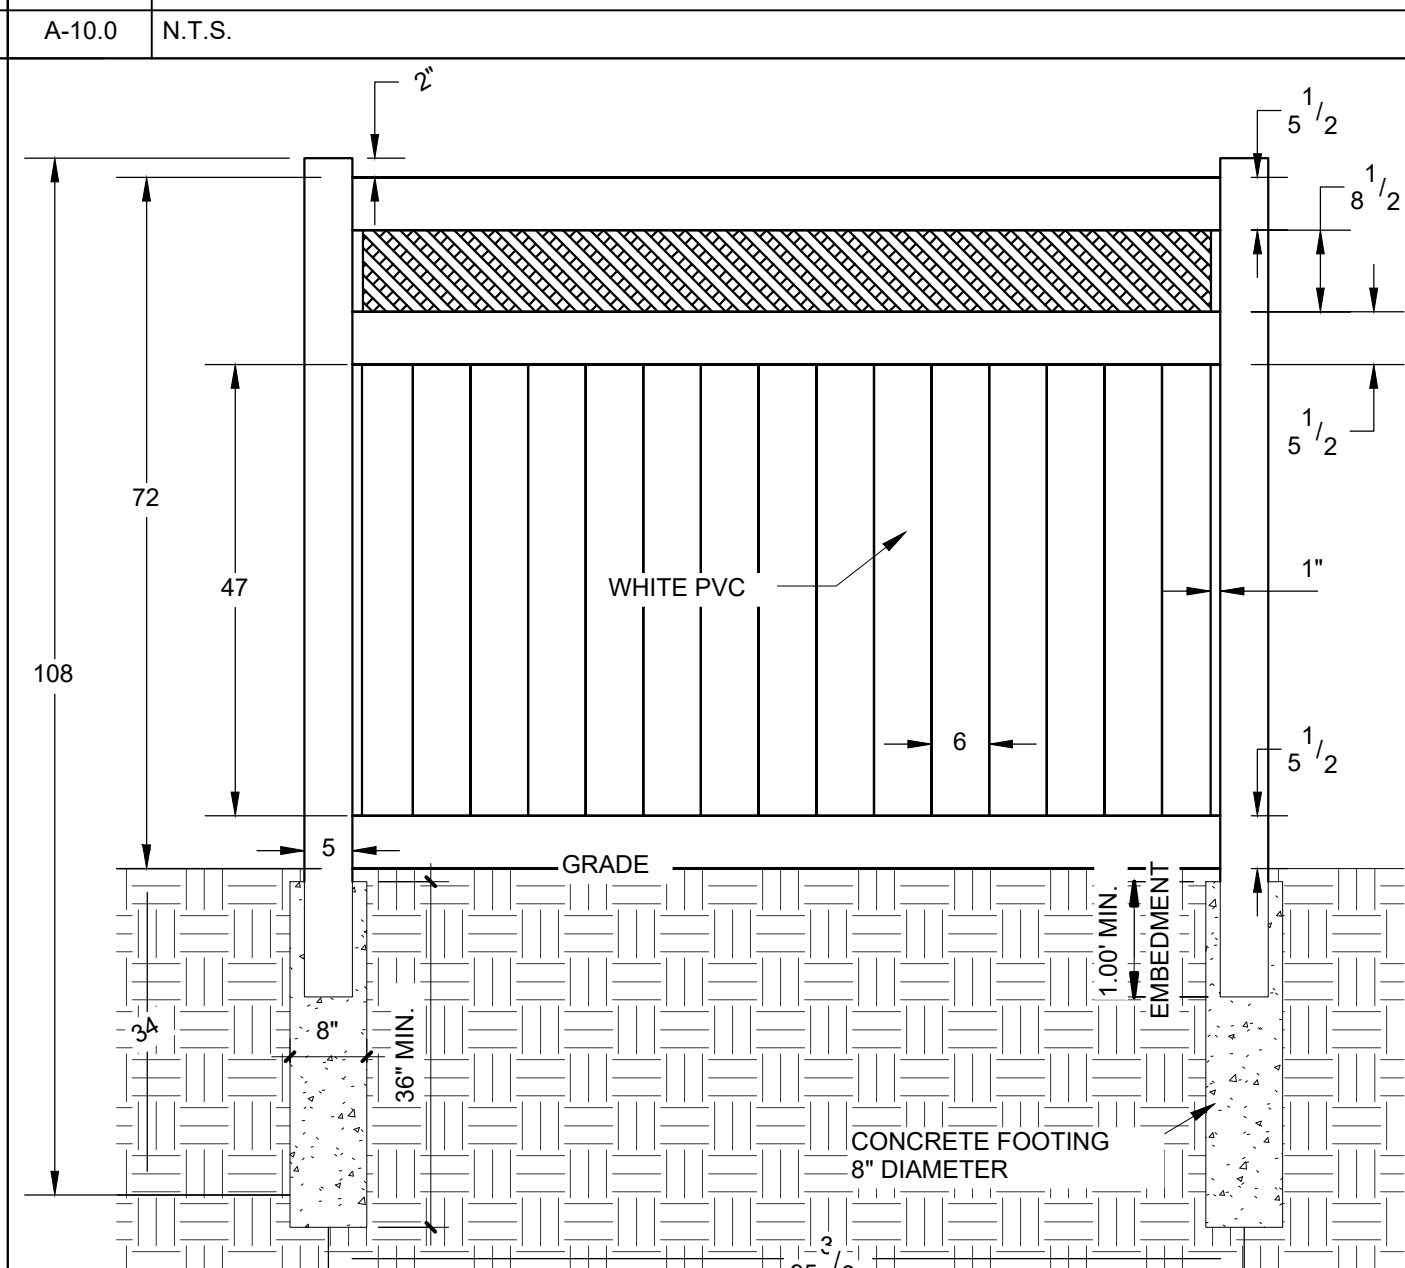 A-10.0 N.T.S.
2"
5 1/2
8 1/2
5 1/2
72
47
WHITE PVC
1"
108
6
5 1/2
5
GRADE
1.00' MIN.
EMBEDMENT
34
8"
36" MIN.
CONCRETE FOOTING
8" DIAMETER